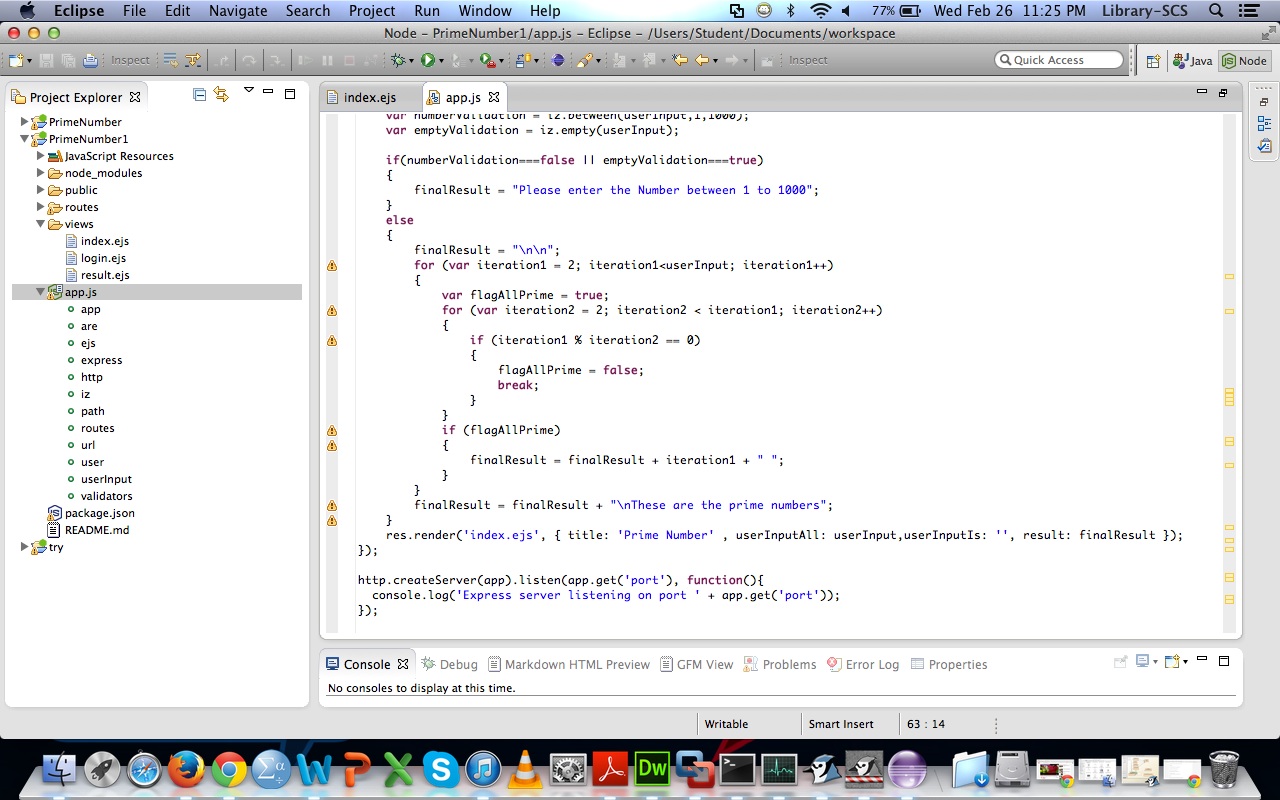 Eclipse File Edit Navigate Search Project Run Window Help 77% Wed Feb 26 11:25 PM Library-SCS
Node – PrimeNumber1/app.js – Eclipse – /Users/Student/Documents/workspace
Inspect Inspect Quick Access Java Node
Project Explorer
PrimeNumber
PrimeNumber1
JavaScript Resources
node_modules
public
routes
views
index.ejs
login.ejs
result.ejs
app.js
app
are
ejs
express
http
iz
path
routes
url
user
userInput
validators
package.json
README.md
try
index.ejs app.js
var numberValidation = iz.between(userInput,1,1000);
var emptyValidation = iz.empty(userInput);
if(numberValidation===false || emptyValidation===true)
{
finalResult = "Please enter the Number between 1 to 1000";
}
else
{
finalResult = "\n\n";
for (var iteration1 = 2; iteration1<userInput; iteration1++)
{
var flagAllPrime = true;
for (var iteration2 = 2; iteration2 < iteration1; iteration2++)
{
if (iteration1 % iteration2 == 0)
{
flagAllPrime = false;
break;
}
}
if (flagAllPrime)
{
finalResult = finalResult + iteration1 + " ";
}
}
finalResult = finalResult + "\nThese are the prime numbers";
}
res.render('index.ejs', { title: 'Prime Number' , userInputAll: userInput,userInputIs: '', result: finalResult });
});
http.createServer(app).listen(app.get('port'), function(){
console.log('Express server listening on port ' + app.get('port'));
});
Console Debug Markdown HTML Preview GFM View Problems Error Log Properties
No consoles to display at this time.
Writable Smart Insert 63 : 14
Dw